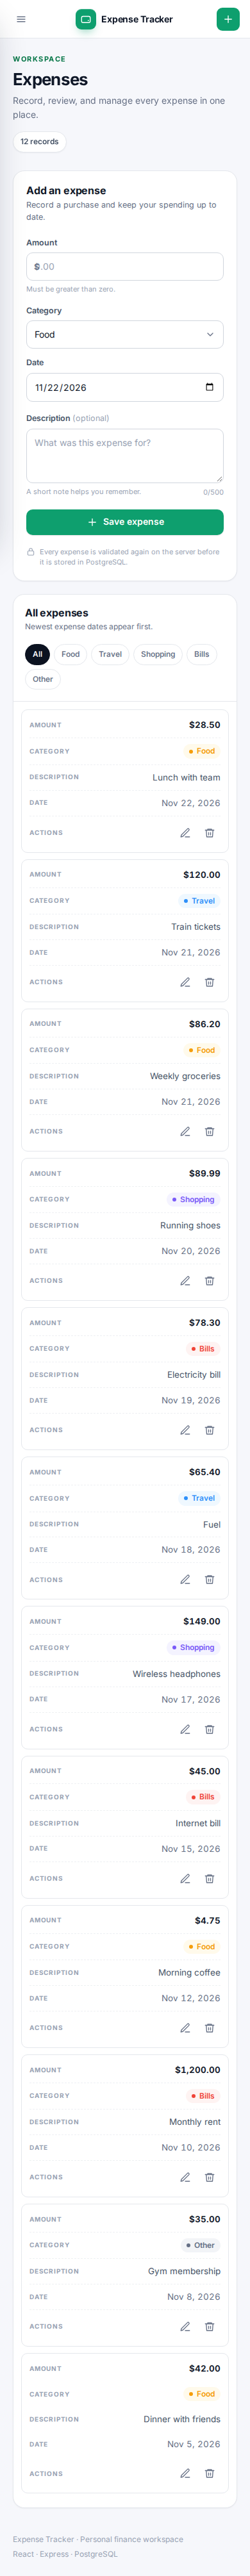 Expense Tracker
WORKSPACE
Expenses
Record, review, and manage every expense in one
place.
12 records
Add an expense
Record a purchase and keep your spending up to
date.
Amount
$0.00
Must be greater than zero.
Category
Food
Date
11/22/2026
Description (optional)
What was this expense for?
A short note helps you remember.
0/500
Save expense
Every expense is validated again on the server before
it is stored in PostgreSQL.
All expenses
Newest expense dates appear first.
All Food Travel Shopping Bills
Other
AMOUNT $28.50
CATEGORY Food
DESCRIPTION Lunch with team
DATE Nov 22, 2026
ACTIONS
AMOUNT $120.00
CATEGORY Travel
DESCRIPTION Train tickets
DATE Nov 21, 2026
ACTIONS
AMOUNT $86.20
CATEGORY Food
DESCRIPTION Weekly groceries
DATE Nov 21, 2026
ACTIONS
AMOUNT $89.99
CATEGORY Shopping
DESCRIPTION Running shoes
DATE Nov 20, 2026
ACTIONS
AMOUNT $78.30
CATEGORY Bills
DESCRIPTION Electricity bill
DATE Nov 19, 2026
ACTIONS
AMOUNT $65.40
CATEGORY Travel
DESCRIPTION Fuel
DATE Nov 18, 2026
ACTIONS
AMOUNT $149.00
CATEGORY Shopping
DESCRIPTION Wireless headphones
DATE Nov 17, 2026
ACTIONS
AMOUNT $45.00
CATEGORY Bills
DESCRIPTION Internet bill
DATE Nov 15, 2026
ACTIONS
AMOUNT $4.75
CATEGORY Food
DESCRIPTION Morning coffee
DATE Nov 12, 2026
ACTIONS
AMOUNT $1,200.00
CATEGORY Bills
DESCRIPTION Monthly rent
DATE Nov 10, 2026
ACTIONS
AMOUNT $35.00
CATEGORY Other
DESCRIPTION Gym membership
DATE Nov 8, 2026
ACTIONS
AMOUNT $42.00
CATEGORY Food
DESCRIPTION Dinner with friends
DATE Nov 5, 2026
ACTIONS
Expense Tracker · Personal finance workspace
React · Express · PostgreSQL